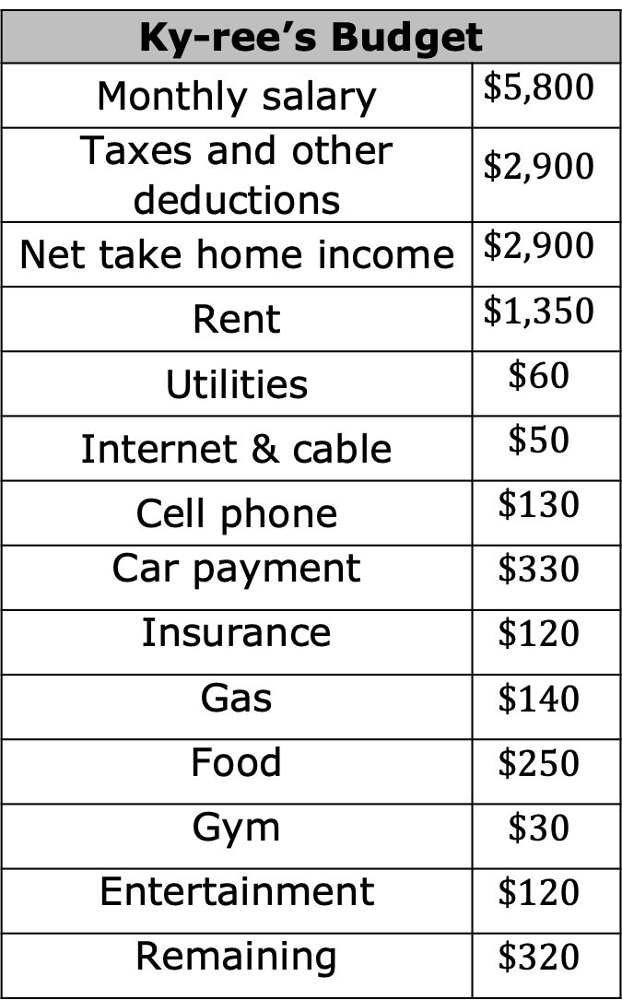 Ky-ree’s Budget
Monthly salary $5,800
Taxes and other
deductions $2,900
Net take home income $2,900
Rent $1,350
Utilities $60
Internet & cable $50
Cell phone $130
Car payment $330
Insurance $120
Gas $140
Food $250
Gym $30
Entertainment $120
Remaining $320